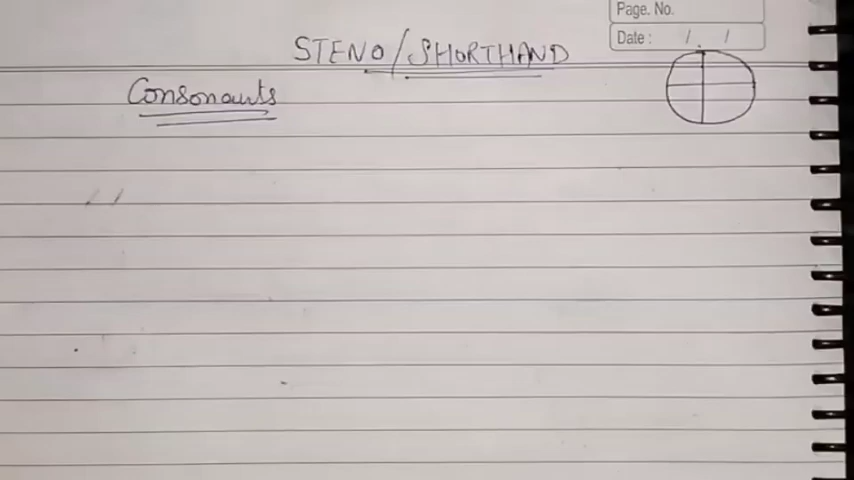 Page. No.
Date : / /
STENO/SHORTHAND
Consonants